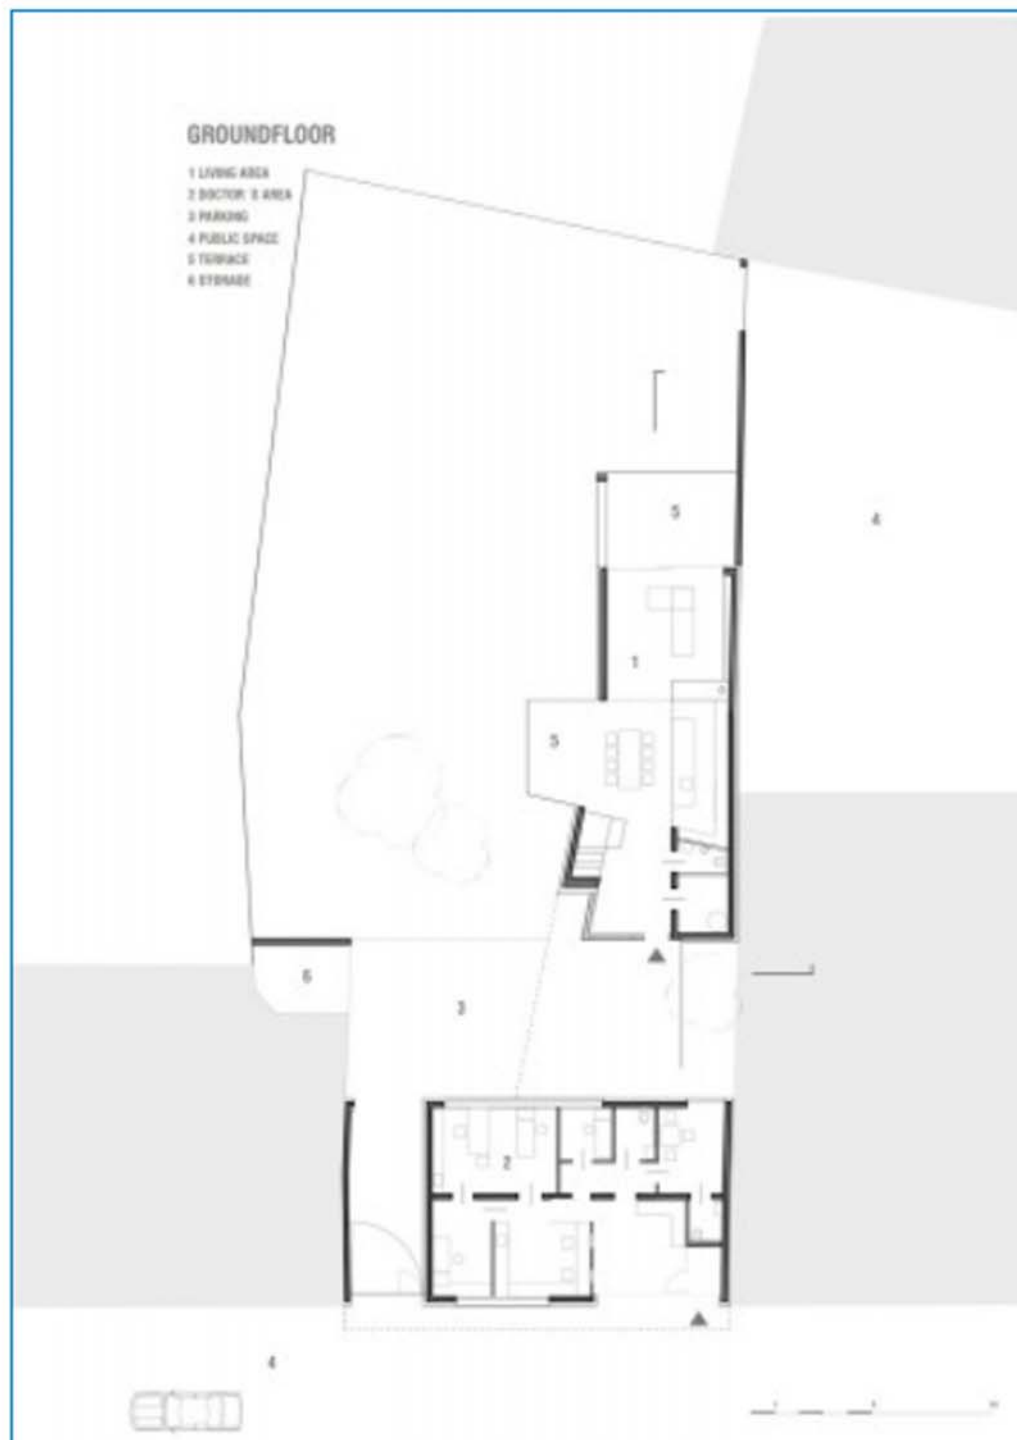 GROUNDFLOOR
1 LIVING AREA
2 DOCTOR´S AREA
3 PARKING
4 PUBLIC SPACE
5 TERRACE
6 STORAGE
5
4
1
5
6
3
2
4